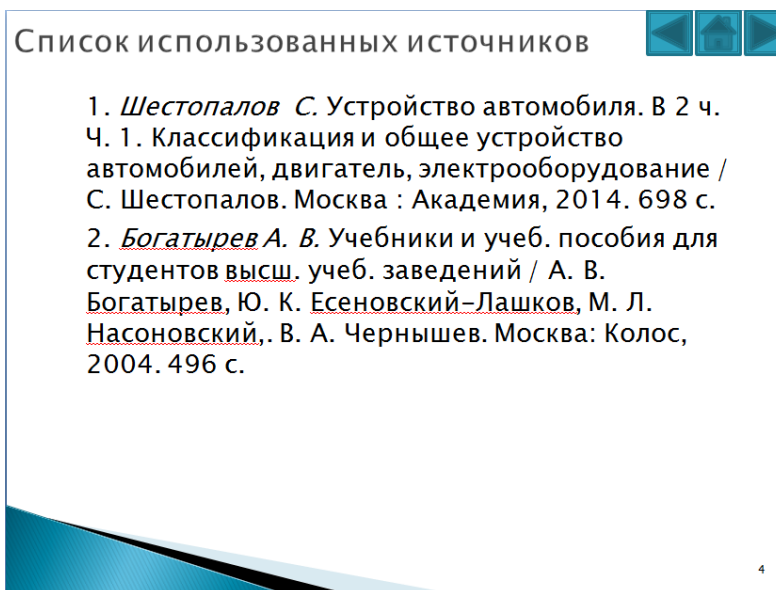 Список использованных источников
1. Шестопалов С. Устройство автомобиля. В 2 ч.
Ч. 1. Классификация и общее устройство
автомобилей, двигатель, электрооборудование /
С. Шестопалов. Москва : Академия, 2014. 698 с.
2. Богатырев А. В. Учебники и учеб. пособия для
студентов высш. учеб. заведений / А. В.
Богатырев, Ю. К. Есеновский-Лашков, М. Л.
Насоновский,. В. А. Чернышев. Москва: Колос,
2004. 496 с.
4